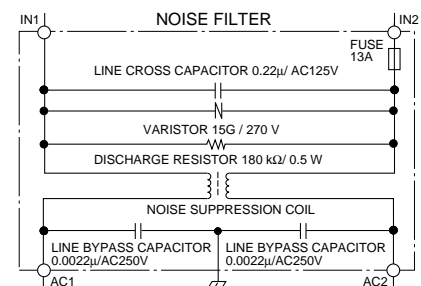 IN1 NOISE FILTER IN2
FUSE
13A
LINE CROSS CAPACITOR 0.22µ/ AC125V
VARISTOR 15G / 270 V
DISCHARGE RESISTOR 180 kΩ/ 0.5 W
NOISE SUPPRESSION COIL
LINE BYPASS CAPACITOR LINE BYPASS CAPACITOR
0.0022µ/AC250V 0.0022µ/AC250V
AC1 AC2